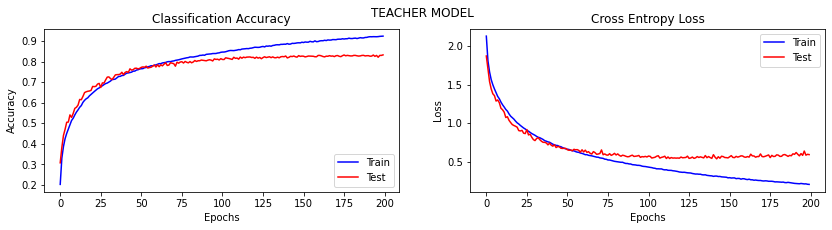 TEACHER MODEL
Classification Accuracy
Accuracy
0.9
0.8
0.7
0.6
0.5
0.4
0.3
0.2
Train
Test
0 25 50 75 100 125 150 175 200
Epochs
Cross Entropy Loss
Loss
2.0
1.5
1.0
0.5
Train
Test
0 25 50 75 100 125 150 175 200
Epochs